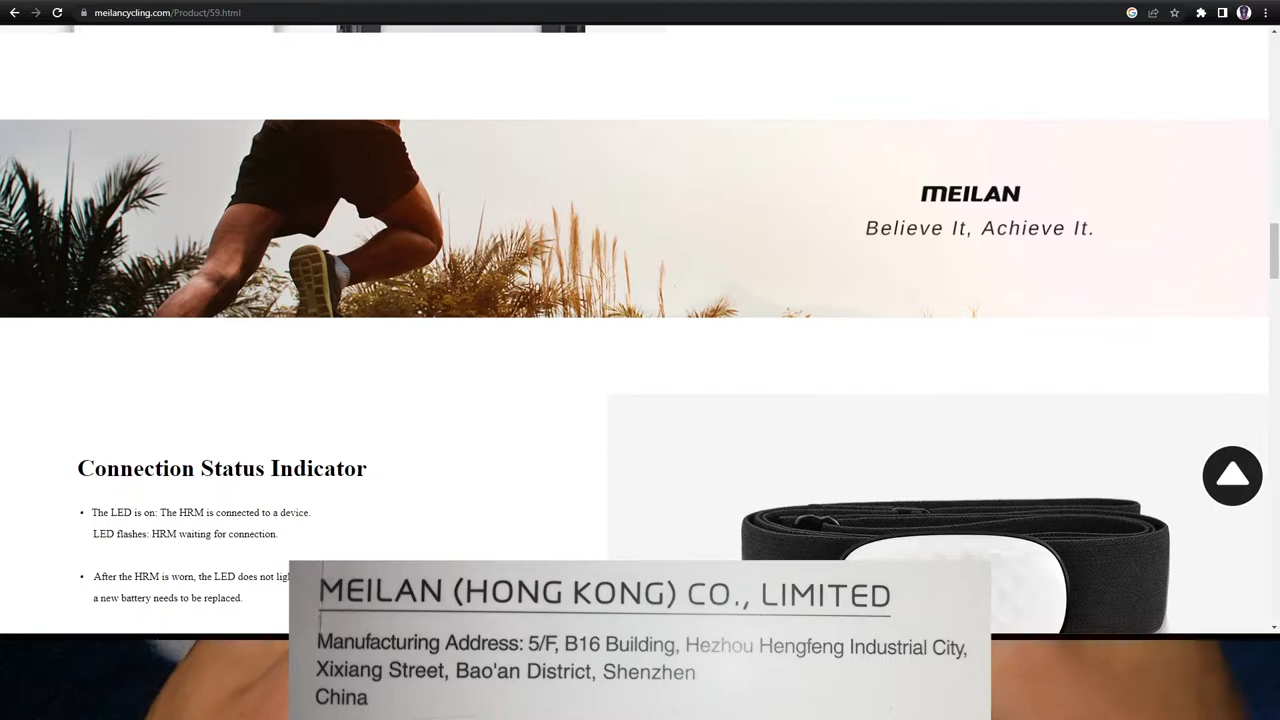 meilancycling.com/Product/59.html
MEILAN
Believe It, Achieve It.
Connection Status Indicator
• The LED is on: The HRM is connected to a device.
LED flashes: HRM waiting for connection.
• After the HRM is worn, the LED does not
a new battery needs to be replaced.
MEILAN (HONG KONG) CO., LIMITED
Manufacturing Address: 5/F, B16 Building, Hezhou Hengfeng Industrial City,
Xixiang Street, Bao'an District, Shenzhen
China